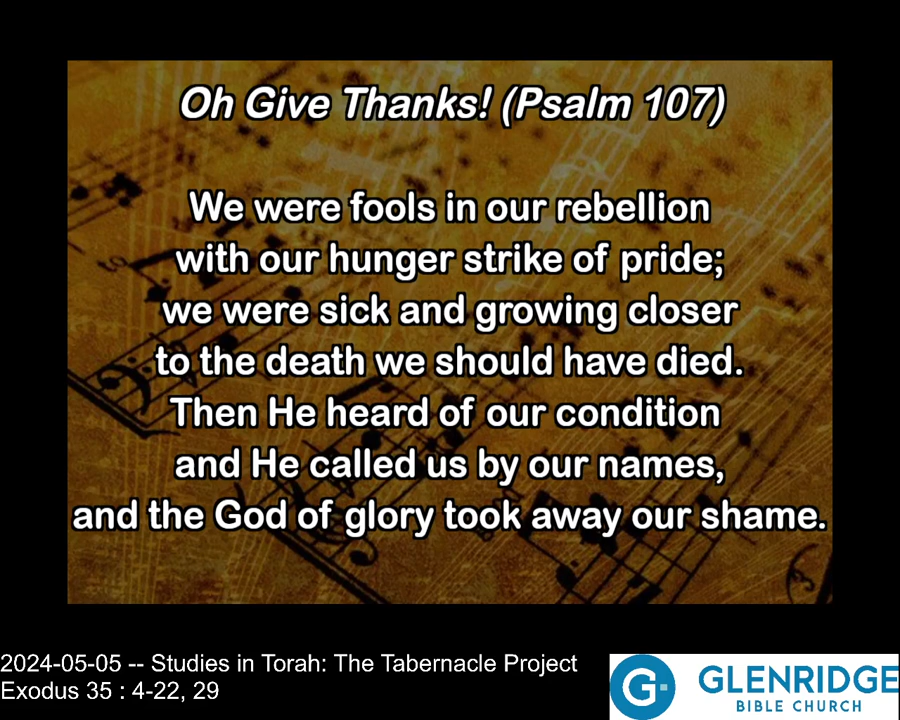 Oh Give Thanks! (Psalm 107)
We were fools in our rebellion
with our hunger strike of pride;
we were sick and growing closer
to the death we should have died.
Then He heard of our condition
and He called us by our names,
and the God of glory took away our shame.
2024-05-05 -- Studies in Torah: The Tabernacle Project
Exodus 35 : 4-22, 29
GLENRIDGE
BIBLE CHURCH